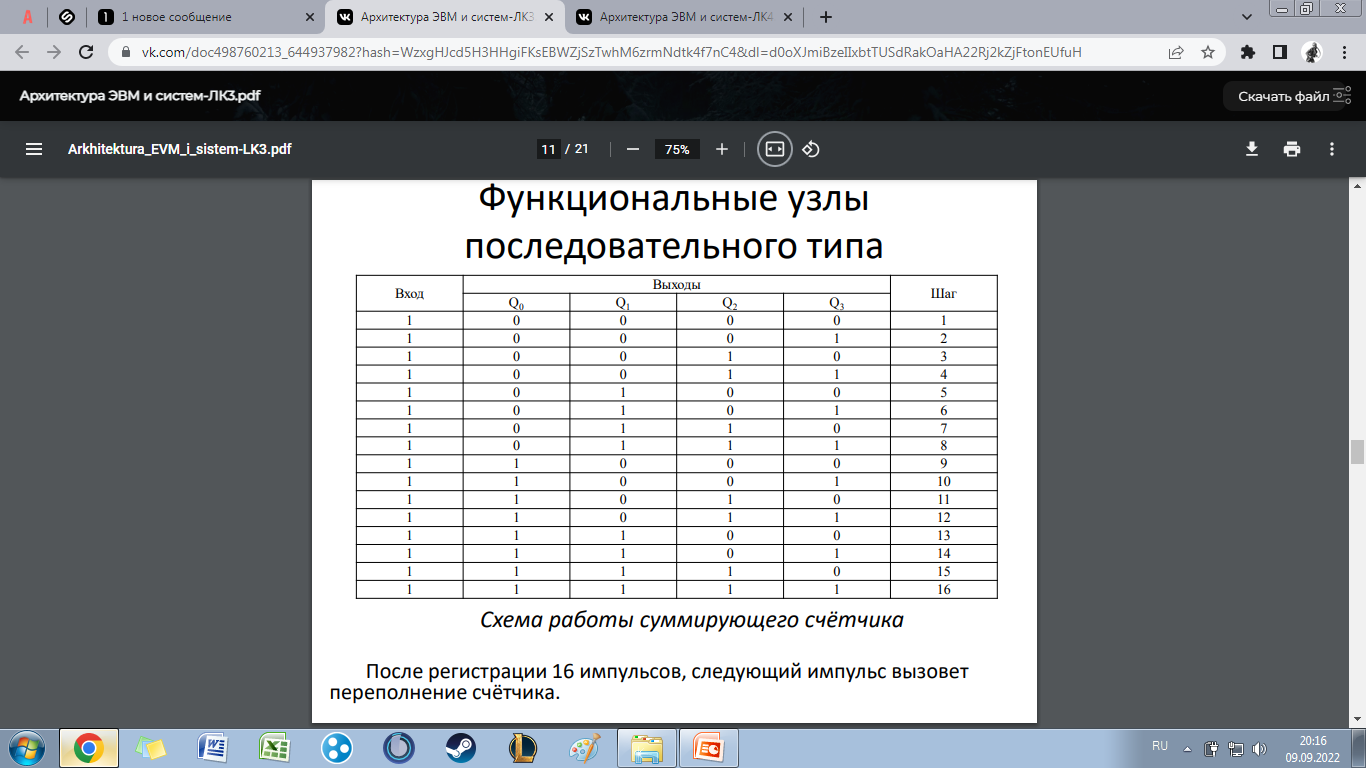 1 новое сообщение
Архитектура ЭВМ и систем-ЛК3
Архитектура ЭВМ и систем-ЛК4
vk.com/doc498760213_644937982?hash=WzxgHJcd5H3HHgiFKsEBWZjSzTwhM6zrmNdtk4f7nC4&dl=d0oXJmiBzeIIxbtTUSdRakOaHA22Rj2kZjFtonEUfuH
Архитектура ЭВМ и систем-ЛК3.pdf
Скачать файл
Arkhitektura_EVM_i_sistem-LK3.pdf
11 / 21
75%
Функциональные узлы
последовательного типа
Вход Выходы Шаг
Q0 Q1 Q2 Q3
1 0 0 0 0 1
1 0 0 0 1 2
1 0 0 1 0 3
1 0 0 1 1 4
1 0 1 0 0 5
1 0 1 0 1 6
1 0 1 1 0 7
1 0 1 1 1 8
1 1 0 0 0 9
1 1 0 0 1 10
1 1 0 1 0 11
1 1 0 1 1 12
1 1 1 0 0 13
1 1 1 0 1 14
1 1 1 1 0 15
1 1 1 1 1 16
Схема работы суммирующего счётчика
После регистрации 16 импульсов, следующий импульс вызовет
переполнение счётчика.
RU
20:16
09.09.2022